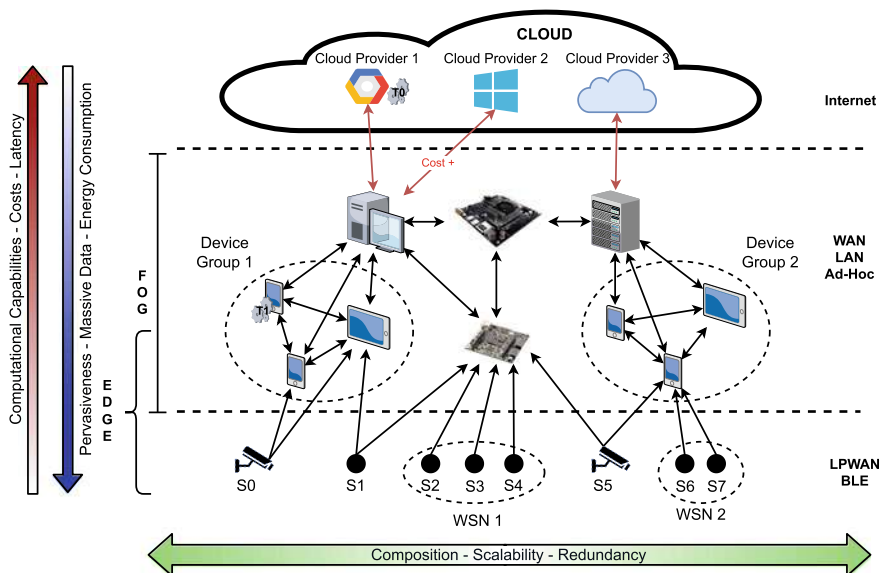 CLOUD
Cloud Provider 1
Cloud Provider 2
Cloud Provider 3
T0
Internet
Cost +
Computational Capabilities - Costs - Latency
Pervasiveness - Massive Data - Energy Consumption
FOG
EDGE
Device
Group 1
Device
Group 2
WAN
LAN
Ad-Hoc
T1
S0
S1
S2
S3
S4
S5
S6
S7
WSN 1
WSN 2
LPWAN
BLE
Composition - Scalability - Redundancy